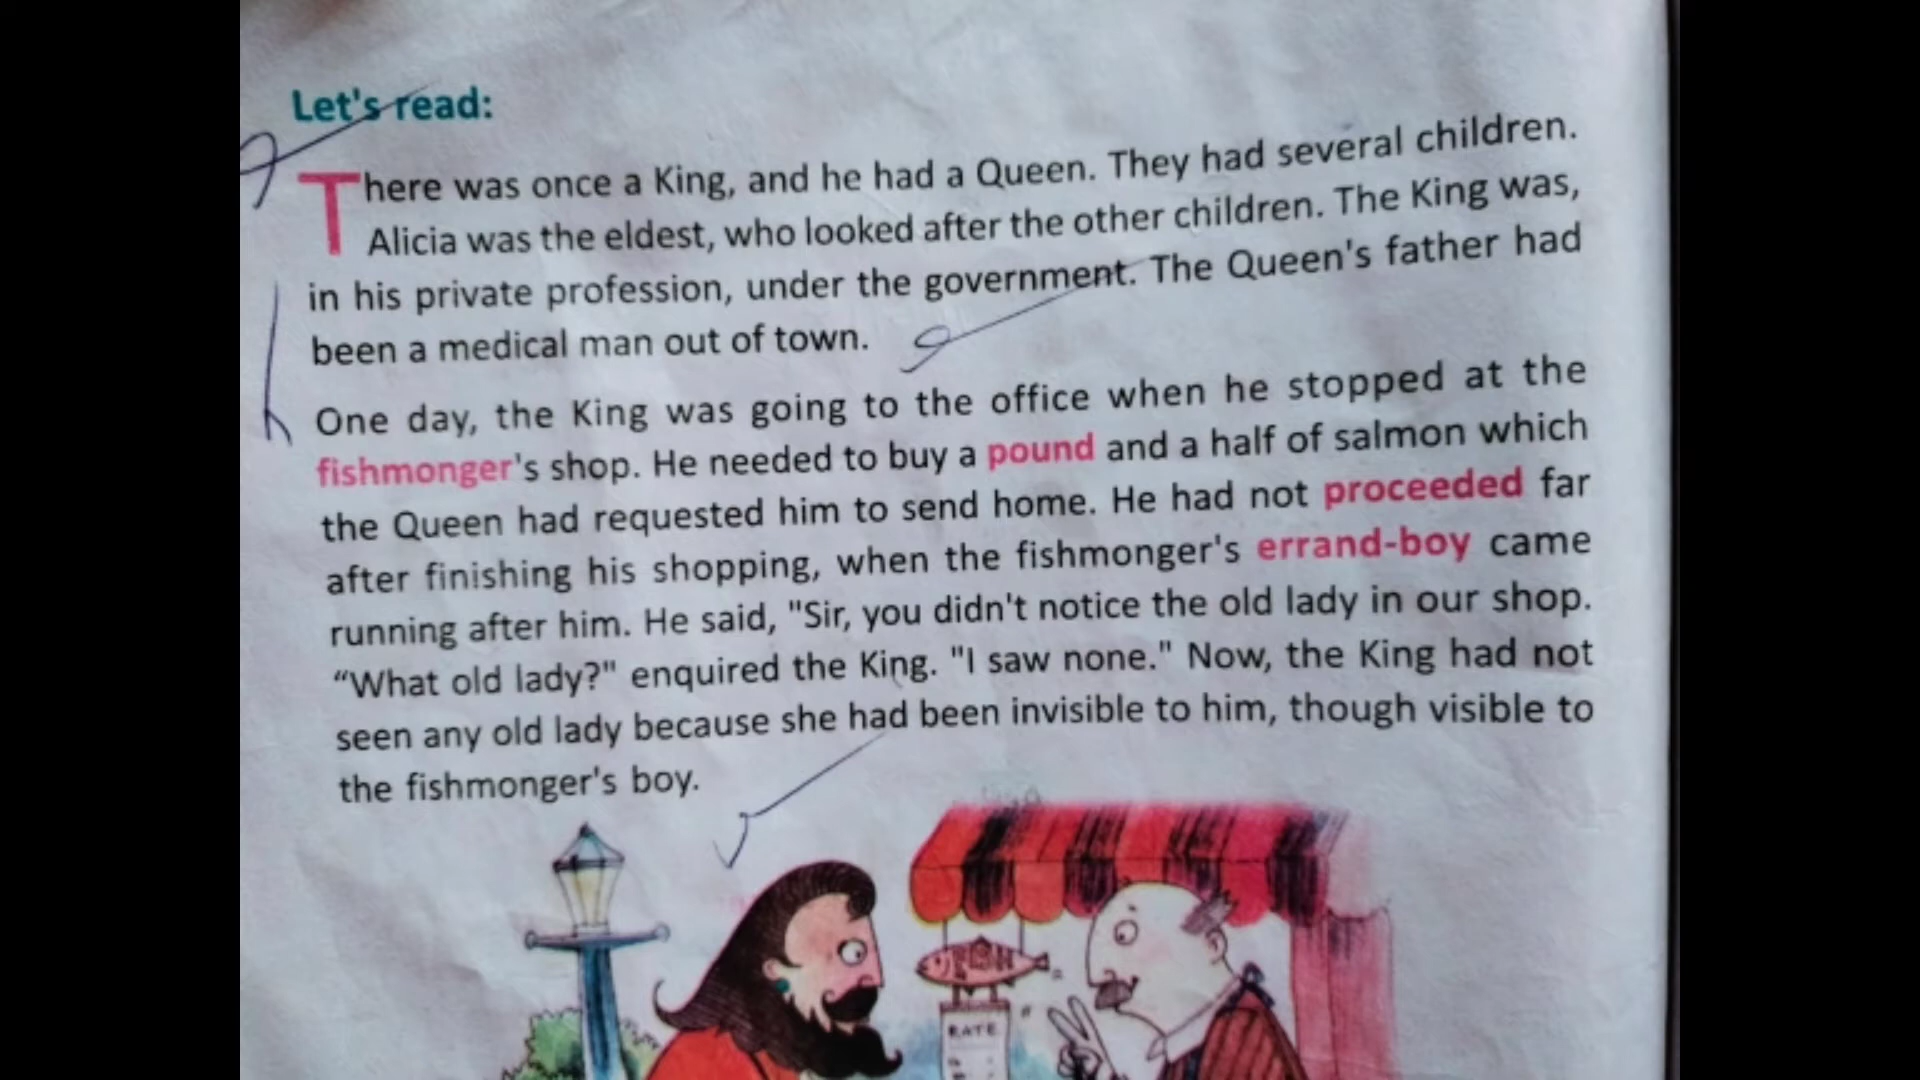 Let's read:
There was once a King, and he had a Queen. They had several children.
Alicia was the eldest, who looked after the other children. The King was,
in his private profession, under the government. The Queen's father had
been a medical man out of town.
One day, the King was going to the office when he stopped at the
fishmonger's shop. He needed to buy a pound and a half of salmon which
the Queen had requested him to send home. He had not proceeded far
after finishing his shopping, when the fishmonger's errand-boy came
running after him. He said, "Sir, you didn't notice the old lady in our shop.
“What old lady?" enquired the King. "I saw none." Now, the King had not
seen any old lady because she had been invisible to him, though visible to
the fishmonger's boy.
FISH
RATE